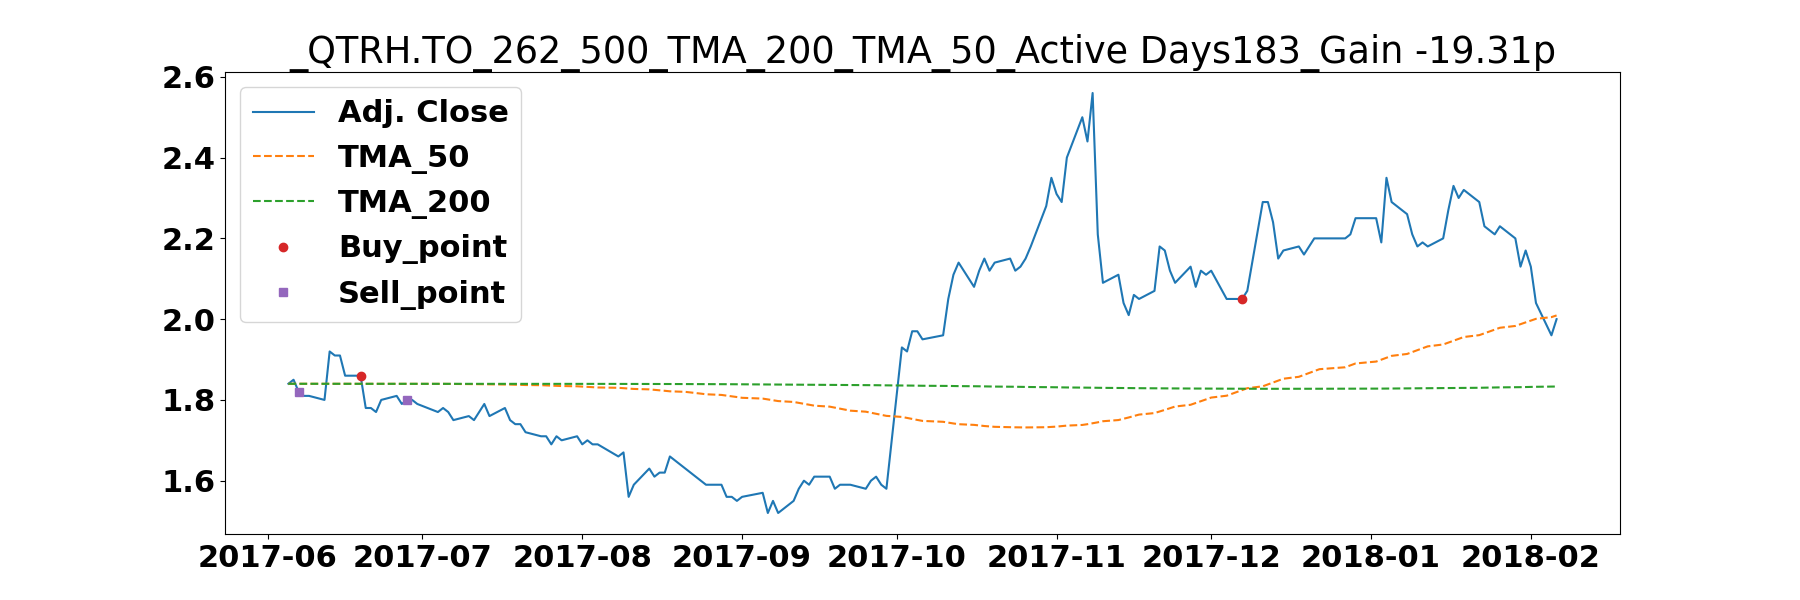 _QTRH.TO_262_500_TMA_200_TMA_50_Active Days183_Gain -19.31p
2.6
2.4
2.2
2.0
1.8
1.6
Adj. Close
TMA_50
TMA_200
Buy_point
Sell_point
2017-06 2017-07 2017-08 2017-09 2017-10 2017-11 2017-12 2018-01 2018-02